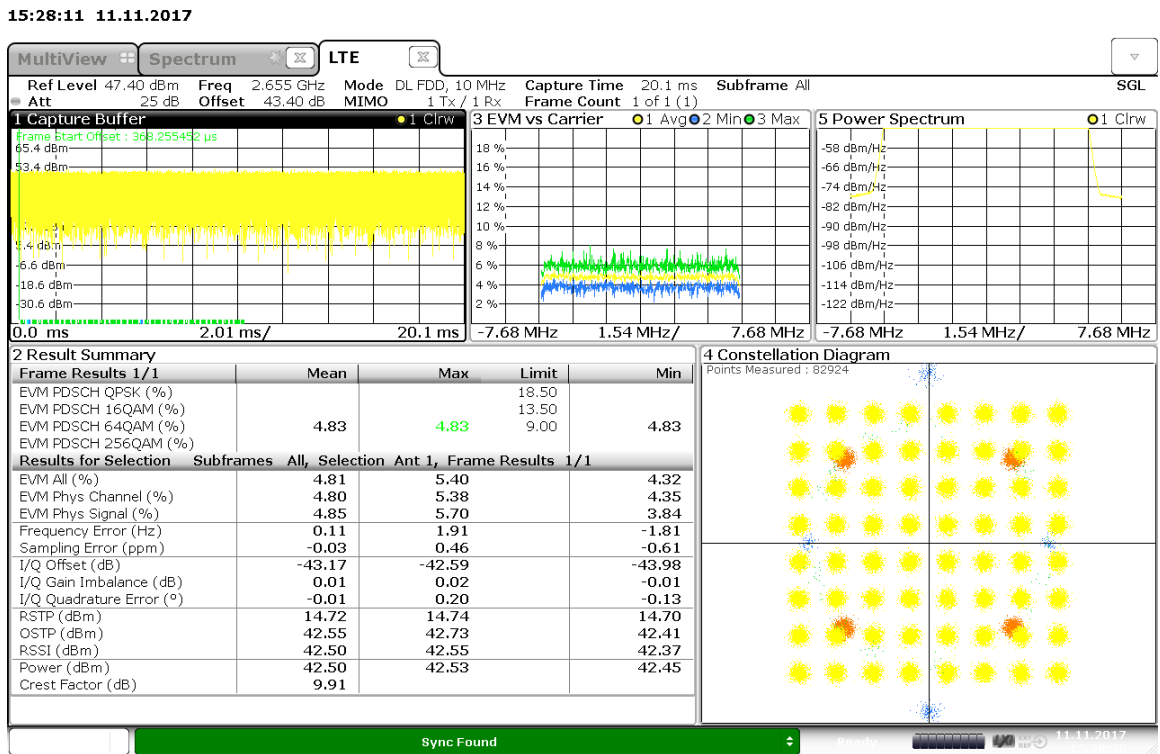 15:28:11 11.11.2017
MultiView Spectrum LTE
Ref Level 47.40 dBm Freq 2.655 GHz Mode DL FDD, 10 MHz Capture Time 20.1 ms Subframe All SGL
Att 25 dB Offset 43.40 dB MIMO 1 Tx / 1 Rx Frame Count 1 of 1 (1)
1 Capture Buffer 1 Clrw
Frame Start Offset : 368.255452 µs
65.4 dBm
53.4 dBm
5.4 dBm
-6.6 dBm
-18.6 dBm
-30.6 dBm
0.0 ms 2.01 ms/ 20.1 ms
3 EVM vs Carrier 1 Avg 2 Min 3 Max
18 %
16 %
14 %
12 %
10 %
8 %
6 %
4 %
2 %
-7.68 MHz 1.54 MHz/ 7.68 MHz
5 Power Spectrum 1 Clrw
-58 dBm/Hz
-66 dBm/Hz
-74 dBm/Hz
-82 dBm/Hz
-90 dBm/Hz
-98 dBm/Hz
-106 dBm/Hz
-114 dBm/Hz
-122 dBm/Hz
-7.68 MHz 1.54 MHz/ 7.68 MHz
2 Result Summary
Frame Results 1/1 Mean Max Limit Min
EVM PDSCH QPSK (%) 18.50
EVM PDSCH 16QAM (%) 13.50
EVM PDSCH 64QAM (%) 4.83 4.83 9.00 4.83
EVM PDSCH 256QAM (%)
Results for Selection Subframes All, Selection Ant 1, Frame Results 1/1
EVM All (%) 4.81 5.40 4.32
EVM Phys Channel (%) 4.80 5.38 4.35
EVM Phys Signal (%) 4.85 5.70 3.84
Frequency Error (Hz) 0.11 1.91 -1.81
Sampling Error (ppm) -0.03 0.46 -0.61
I/Q Offset (dB) -43.17 -42.59 -43.98
I/Q Gain Imbalance (dB) 0.01 0.02 -0.01
I/Q Quadrature Error (º) -0.01 0.20 -0.13
RSTP (dBm) 14.72 14.74 14.70
OSTP (dBm) 42.55 42.73 42.41
RSSI (dBm) 42.50 42.55 42.37
Power (dBm) 42.50 42.53 42.45
Crest Factor (dB) 9.91
4 Constellation Diagram
Points Measured : 82924
Sync Found
Ready
11.11.2017